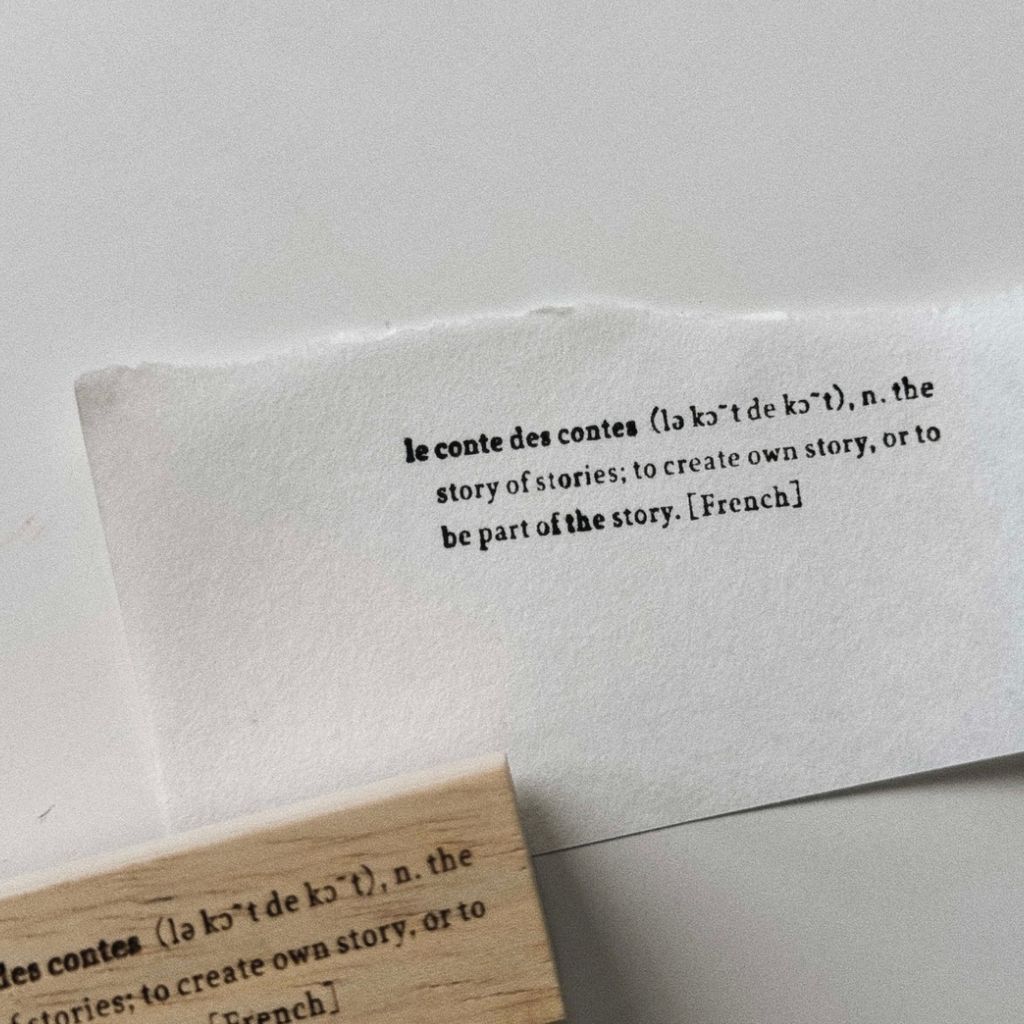 le conte des contes (lə kɔ˜t de kɔ˜t), n. the
story of stories; to create own story, or to
be part of the story. [French]
des contes (lə kɔ˜t de kɔ˜t), n. the
stories; to create own story, or to
[French]